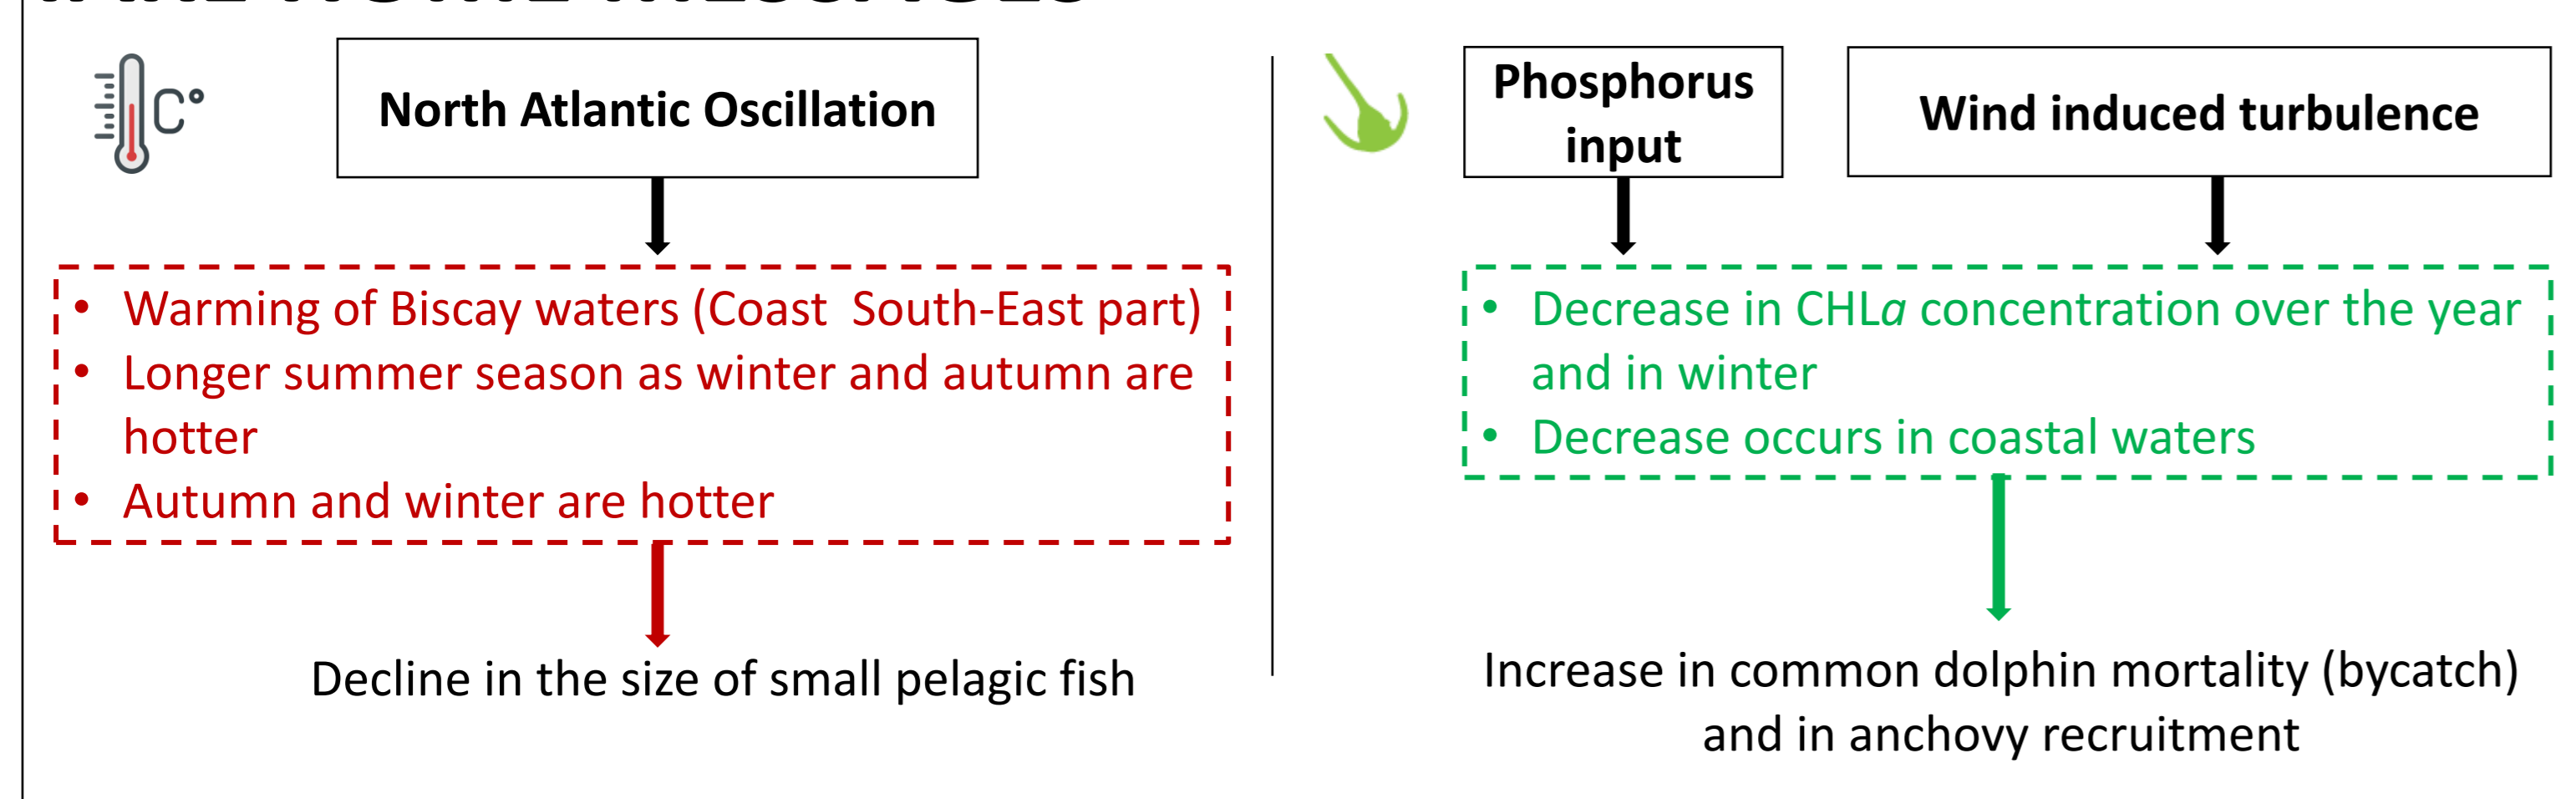 TAKE HOME MESSAGES
C°
North Atlantic Oscillation
• Warming of Biscay waters (Coast  South-East part)
• Longer summer season as winter and autumn are
hotter
• Autumn and winter are hotter
Decline in the size of small pelagic fish
Phosphorus
input
Wind induced turbulence
• Decrease in CHLa concentration over the year
and in winter
• Decrease occurs in coastal waters
Increase in common dolphin mortality (bycatch)
and in anchovy recruitment